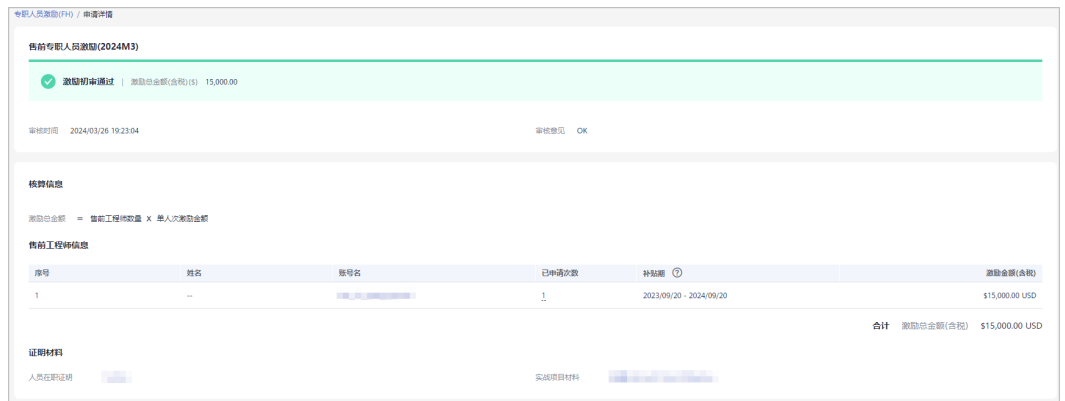 专职人员激励(FH) / 申请详情
售前专职人员激励(2024M3)
激励初审通过 | 激励总金额(含税)($) 15,000.00
审核时间 2024/03/26 19:23:04 审核意见 OK
核算信息
激励总金额 = 售前工程师数量 X 单人次激励金额
售前工程师信息
序号 姓名 账号名 已申请次数 补贴期 ? 激励金额(含税)
1 -- 1 2023/09/20 - 2024/09/20 $15,000.00 USD
合计 激励总金额(含税) $15,000.00 USD
证明材料
人员在职证明 实战项目材料